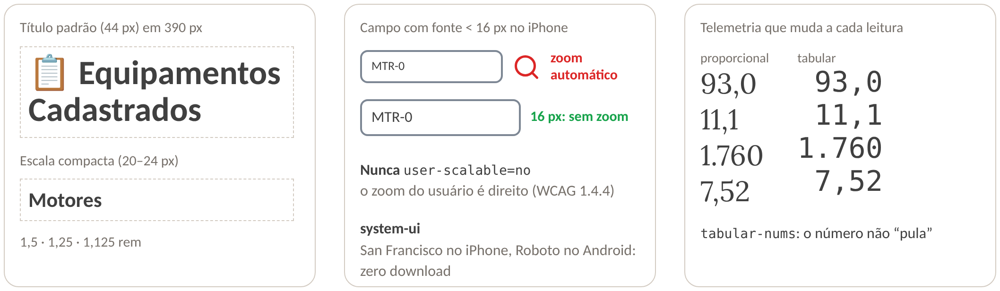 Título padrão (44 px) em 390 px
📋 Equipamentos
Cadastrados
Escala compacta (20–24 px)
Motores
1,5 · 1,25 · 1,125 rem
Campo com fonte < 16 px no iPhone
MTR-0
zoom
automático
MTR-0
16 px: sem zoom
Nunca user-scalable=no
o zoom do usuário é direito (WCAG 1.4.4)
system-ui
San Francisco no iPhone, Roboto no Android:
zero download
Telemetria que muda a cada leitura
proporcional tabular
93,0 93,0
11,1 11,1
1.760 1.760
7,52 7,52
tabular-nums: o número não “pula”